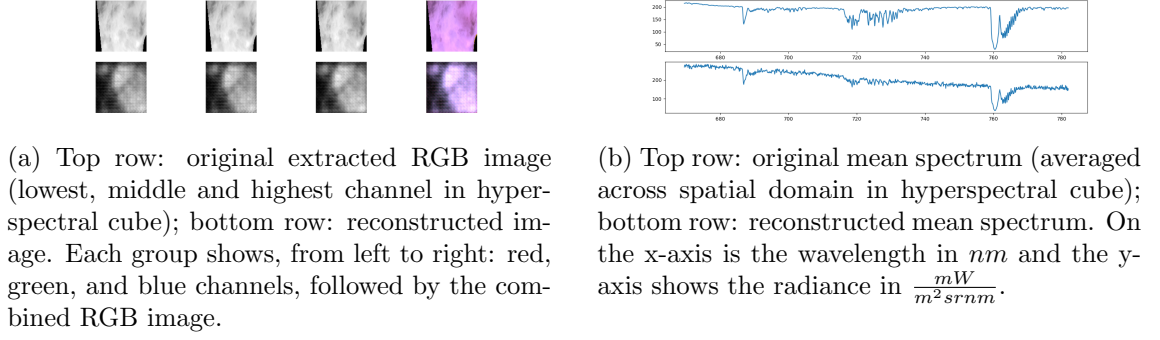 200
150
100
50
680
700
720
740
760
780
200
100
680
700
720
740
760
780
(a) Top row: original extracted RGB image
(lowest, middle and highest channel in hyper-
spectral cube); bottom row: reconstructed im-
age. Each group shows, from left to right: red,
green, and blue channels, followed by the com-
bined RGB image.
(b) Top row: original mean spectrum (averaged
across spatial domain in hyperspectral cube);
bottom row: reconstructed mean spectrum. On
the x-axis is the wavelength in nm and the y-
axis shows the radiance in mW/m²srnm.